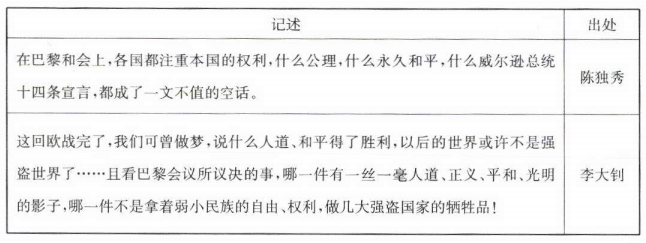 记述 出处
在巴黎和会上,各国都注重本国的权利,什么公理,什么永久和平,什么威尔逊总统
十四条宣言,都成了一文不值的空话。
陈独秀
这回欧战完了,我们可曾做梦,说什么人道、和平得了胜利,以后的世界或许不是强
盗世界了……且看巴黎会议所议决的事,哪一件有一丝一毫人道、正义、平和、光明
的影子,哪一件不是拿着弱小民族的自由、权利,做几大强盗国家的牺牲品!
李大钊